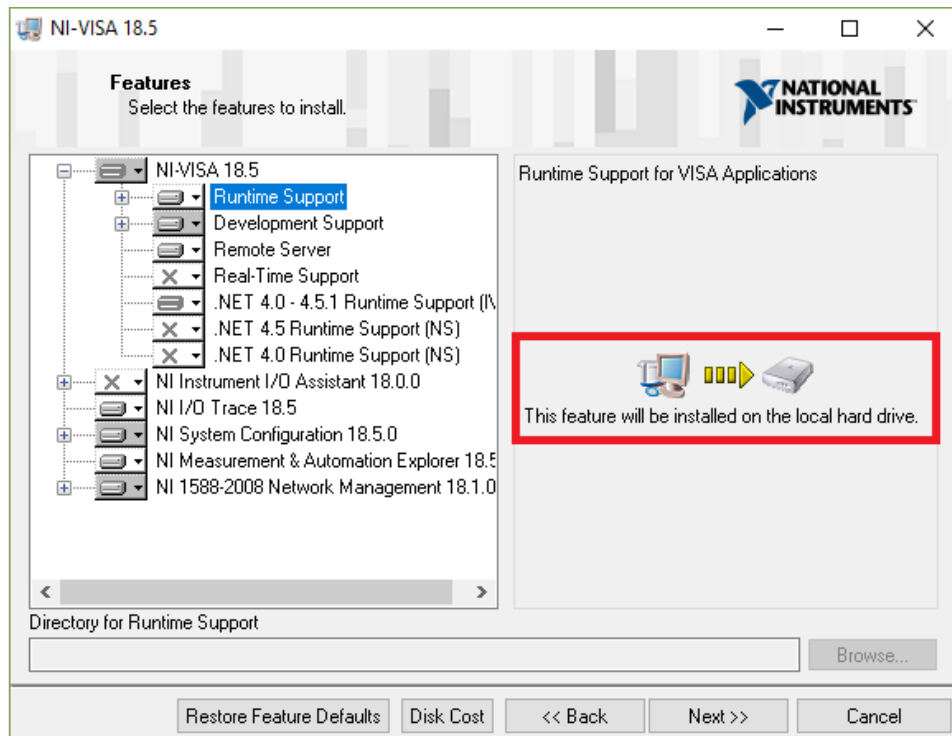 NI-VISA 18.5
Features
Select the features to install.
NATIONAL
INSTRUMENTS
NI-VISA 18.5
Runtime Support
Development Support
Remote Server
Real-Time Support
.NET 4.0 - 4.5.1 Runtime Support (
.NET 4.5 Runtime Support (NS)
.NET 4.0 Runtime Support (NS)
NI Instrument I/O Assistant 18.0.0
NI I/O Trace 18.5
NI System Configuration 18.5.0
NI Measurement & Automation Explorer 18.5
NI 1588-2008 Network Management 18.1.0
Runtime Support for VISA Applications
This feature will be installed on the local hard drive.
Directory for Runtime Support
Browse...
Restore Feature Defaults
Disk Cost
<< Back
Next >>
Cancel